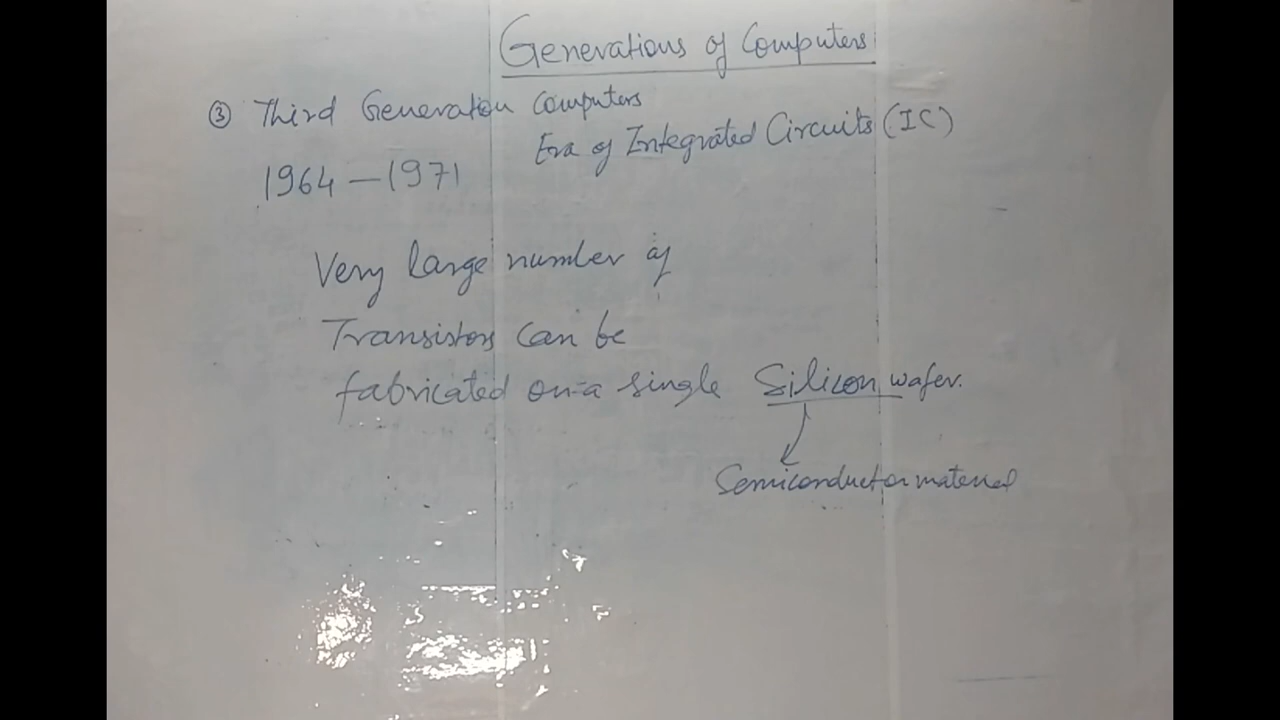 Generations of Computers
③ Third Generation Computers
Era of Integrated Circuits (IC)
1964 – 1971
Very large number of
Transistors can be
fabricated on a single Silicon wafer.
Semiconductor material